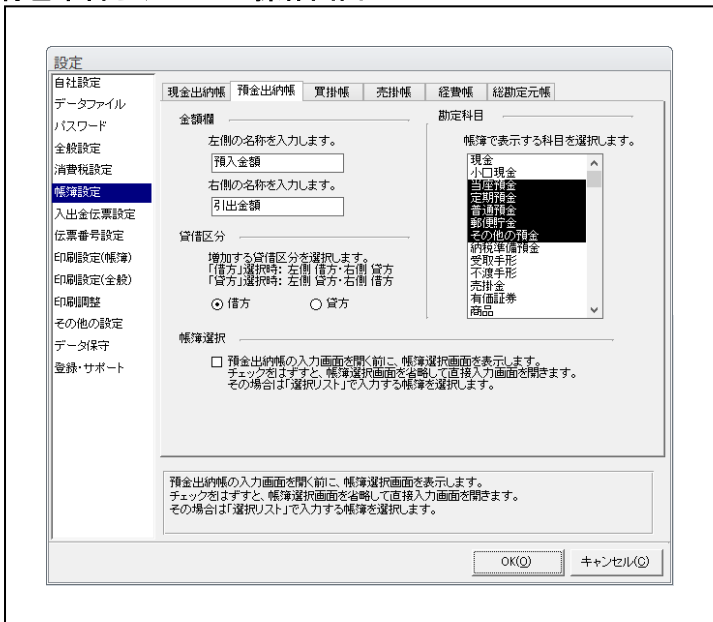 設定
自社設定
データファイル
パスワード
全般設定
消費税設定
帳簿設定
入出金伝票設定
伝票番号設定
印刷設定(帳簿)
印刷設定(全般)
印刷調整
その他の設定
データ保守
登録・サポート
現金出納帳 預金出納帳 買掛帳 売掛帳 経費帳 総勘定元帳
金額欄
左側の名称を入力します。
預入金額
右側の名称を入力します。
引出金額
貸借区分
増加する貸借区分を選択します。
「借方」選択時: 左側 借方・右側 貸方
「貸方」選択時: 左側 貸方・右側 借方
借方 貸方
勘定科目
帳簿で表示する科目を選択します。
現金
小口現金
当座預金
定期預金
普通預金
郵便貯金
その他の預金
納税準備預金
受取手形
不渡手形
売掛金
有価証券
商品
帳簿選択
預金出納帳の入力画面を開く前に、帳簿選択画面を表示します。
チェックをはずすと、帳簿選択画面を省略して直接入力画面を開きます。
その場合は「選択リスト」で入力する帳簿を選択します。
預金出納帳の入力画面を開く前に、帳簿選択画面を表示します。
チェックをはずすと、帳簿選択画面を省略して直接入力画面を開きます。
その場合は「選択リスト」で入力する帳簿を選択します。
OK(O) キャンセル(C)